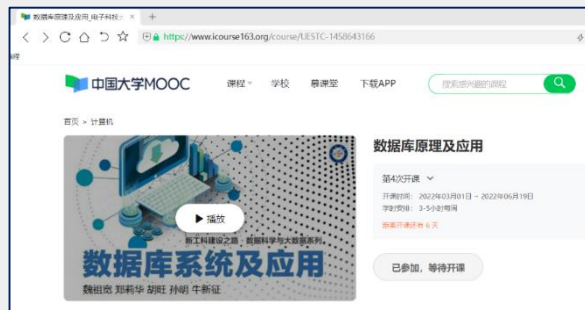 数据库原理及应用_电子科技大
https://www.icourse163.org/course/UESTC-1458643166
中国大学MOOC
课程
学校
慕课堂
下载APP
搜索感兴趣的课程
首页 > 计算机
播放
新工科建设之路·数据科学与大数据系列
数据库系统及应用
魏祖宽 郑莉华 胡旺 孙明 牛新征
数据库原理及应用
第4次开课
开课时间: 2022年03月01日 ~ 2022年06月19日
学时安排: 3-5小时每周
距离开课还有 6 天
已参加，等待开课